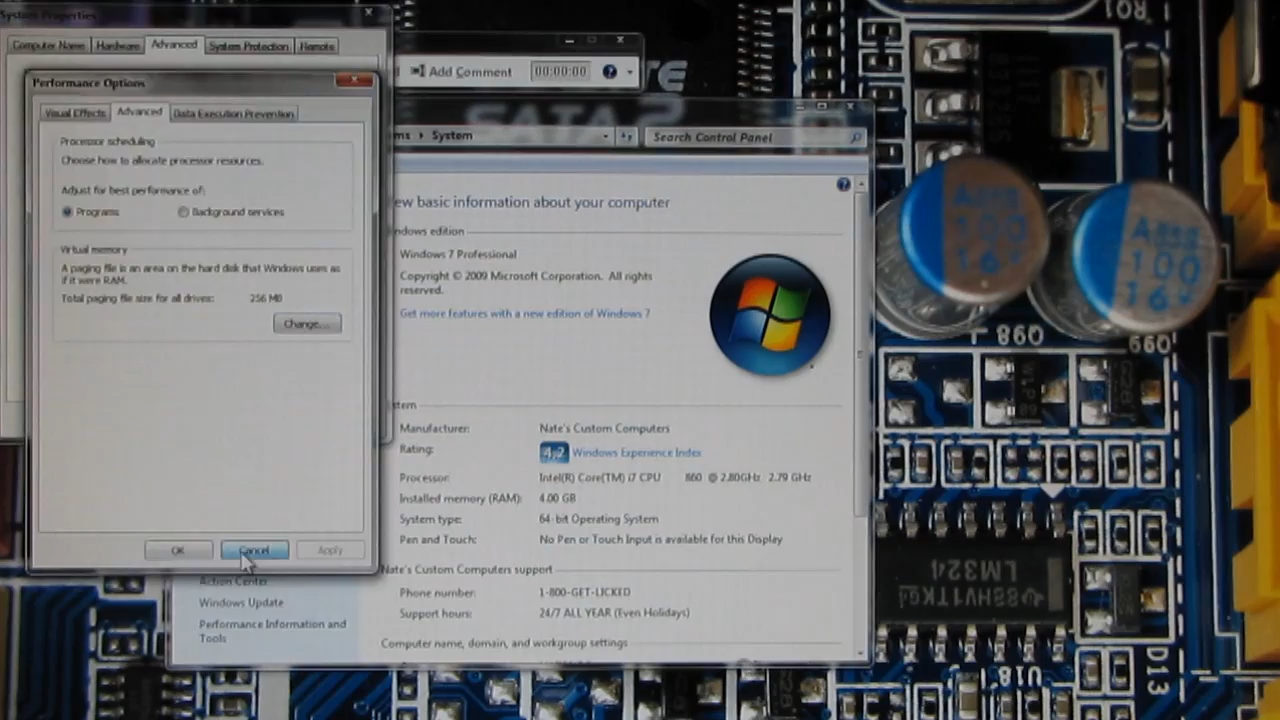 System Properties
Computer Name
Hardware
Advanced
System Protection
Remote
Performance Options
Visual Effects
Advanced
Data Execution Prevention
Processor scheduling
Choose how to allocate processor resources.
Adjust for best performance of:
Programs
Background services
Virtual memory
A paging file is an area on the hard disk that Windows uses as
if it were RAM.
Total paging file size for all drives: 256 MB
Change...
OK
Cancel
Apply
Add Comment
00:00:00
SATA2
System
Search Control Panel
ew basic information about your computer
ndows edition
Windows 7 Professional
Copyright © 2009 Microsoft Corporation. All rights
reserved.
Get more features with a new edition of Windows 7
stem
Manufacturer: Nate's Custom Computers
Rating: 4.2 Windows Experience Index
Processor: Intel(R) Core(TM) i7 CPU 860 @ 2.80GHz 2.79 GHz
Installed memory (RAM): 4.00 GB
System type: 64-bit Operating System
Pen and Touch: No Pen or Touch Input is available for this Display
Nate's Custom Computers support
Phone number: 1-800-GET-LICKED
Support hours: 24/7 ALL YEAR (Even Holidays)
Computer name, domain, and workgroup settings
Action Center
Windows Update
Performance Information and
Tools
100
16
100
16
Q98
Q99
LM324
U18
D13